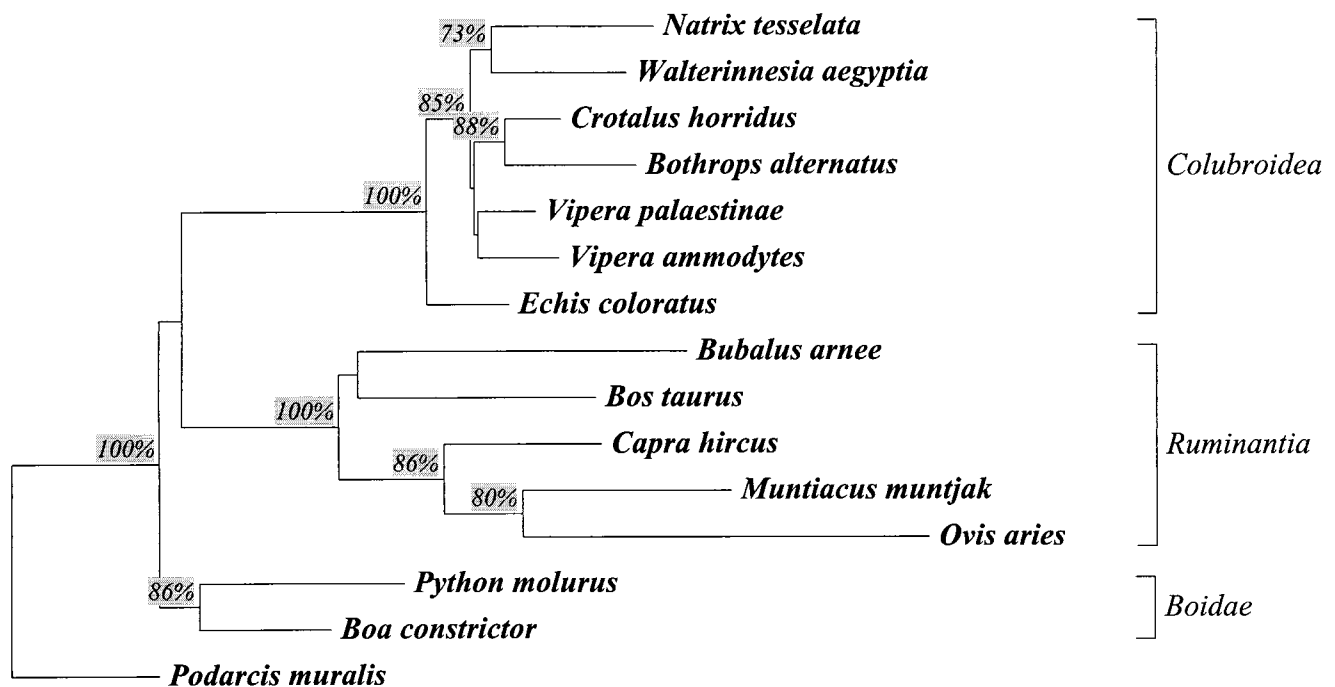 73%
Natrix tesselata
Walterinnesia aegyptia
85%
88%
Crotalus horridus
Bothrops alternatus
Colubroidea
100%
Vipera palaestinae
Vipera ammodytes
Echis coloratus
Bubalus arnee
Bos taurus
100%
Capra hircus
Ruminantia
100%
86%
Muntiacus muntjak
80%
Ovis aries
Python molurus
86%
Boidae
Boa constrictor
Podarcis muralis